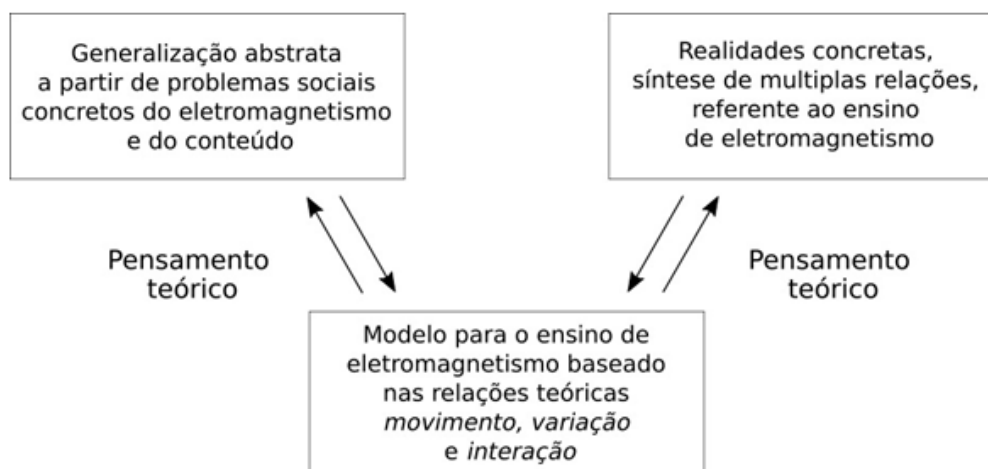 Generalização abstrata
a partir de problemas sociais
concretos do eletromagnetismo
e do conteúdo
Realidades concretas,
síntese de multiplas relações,
referente ao ensino
de eletromagnetismo
Pensamento
teórico
Pensamento
teórico
Modelo para o ensino de
eletromagnetismo baseado
nas relações teóricas
movimento, variação
e interação